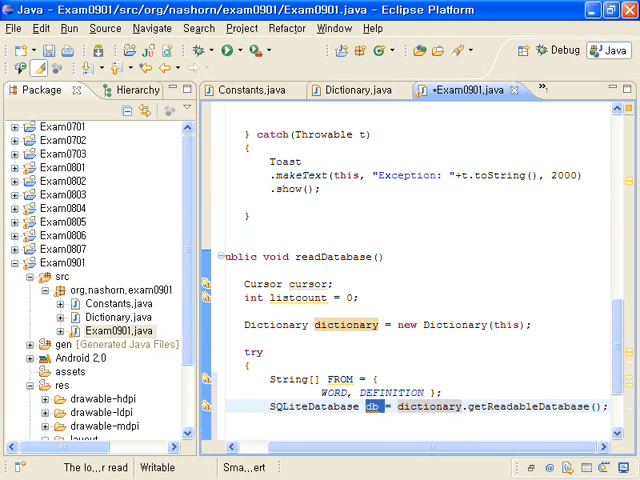 Java - Exam0901/src/org/nashorn/exam0901/Exam0901.java - Eclipse Platform
File Edit Run Source Navigate Search Project Refactor Window Help
Debug Java
Package Hierarchy
Constants.java Dictionary.java *Exam0901.java
Exam0701
Exam0702
Exam0703
Exam0801
Exam0802
Exam0803
Exam0804
Exam0805
Exam0806
Exam0807
Exam0901
src
org.nashorn.exam0901
Constants.java
Dictionary.java
Exam0901.java
gen [Generated Java Files]
Android 2.0
assets
res
drawable-hdpi
drawable-ldpi
drawable-mdpi
layout
} catch(Throwable t)
{
Toast
.makeText(this, "Exception: "+t.toString(), 2000)
.show();
}
ublic void readDatabase()
Cursor cursor;
int listcount = 0;
Dictionary dictionary = new Dictionary(this);
try
{
String[] FROM = {
WORD, DEFINITION };
SQLiteDatabase db = dictionary.getReadableDatabase();
The lo...r read Writable Sma...ert